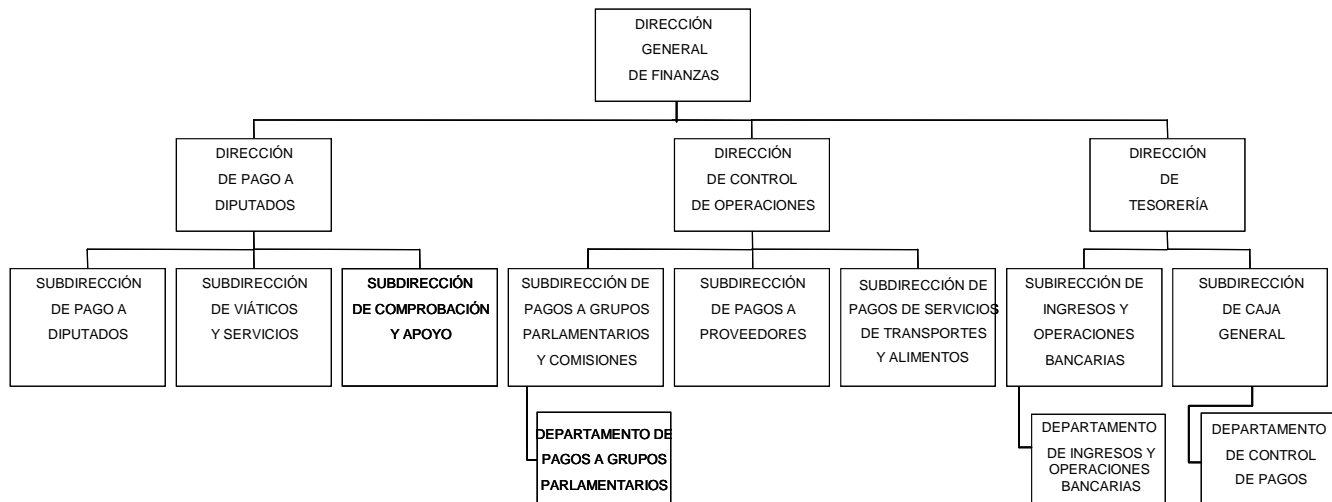 DIRECCIÓN
GENERAL
DE FINANZAS
DIRECCIÓN
DE PAGO A
DIPUTADOS
DIRECCIÓN
DE CONTROL
DE OPERACIONES
DIRECCIÓN
DE
TESORERÍA
SUBDIRECCIÓN
DE PAGO A
DIPUTADOS
SUBDIRECCIÓN
DE VIÁTICOS
Y SERVICIOS
SUBDIRECCIÓN
DE COMPROBACIÓN
Y APOYO
SUBDIRECCIÓN DE
PAGOS A GRUPOS
PARLAMENTARIOS
Y COMISIONES
SUBDIRECCIÓN
DE PAGOS A
PROVEEDORES
SUBDIRECCIÓN DE
PAGOS DE SERVICIOS
DE TRANSPORTES
Y ALIMENTOS
SUBIRECCIÓN DE
INGRESOS Y
OPERACIONES
BANCARIAS
SUBDIRECCIÓN
DE CAJA
GENERAL
DEPARTAMENTO DE
PAGOS A GRUPOS
PARLAMENTARIOS
DEPARTAMENTO
DE INGRESOS Y
OPERACIONES
BANCARIAS
DEPARTAMENTO
DE CONTROL
DE PAGOS